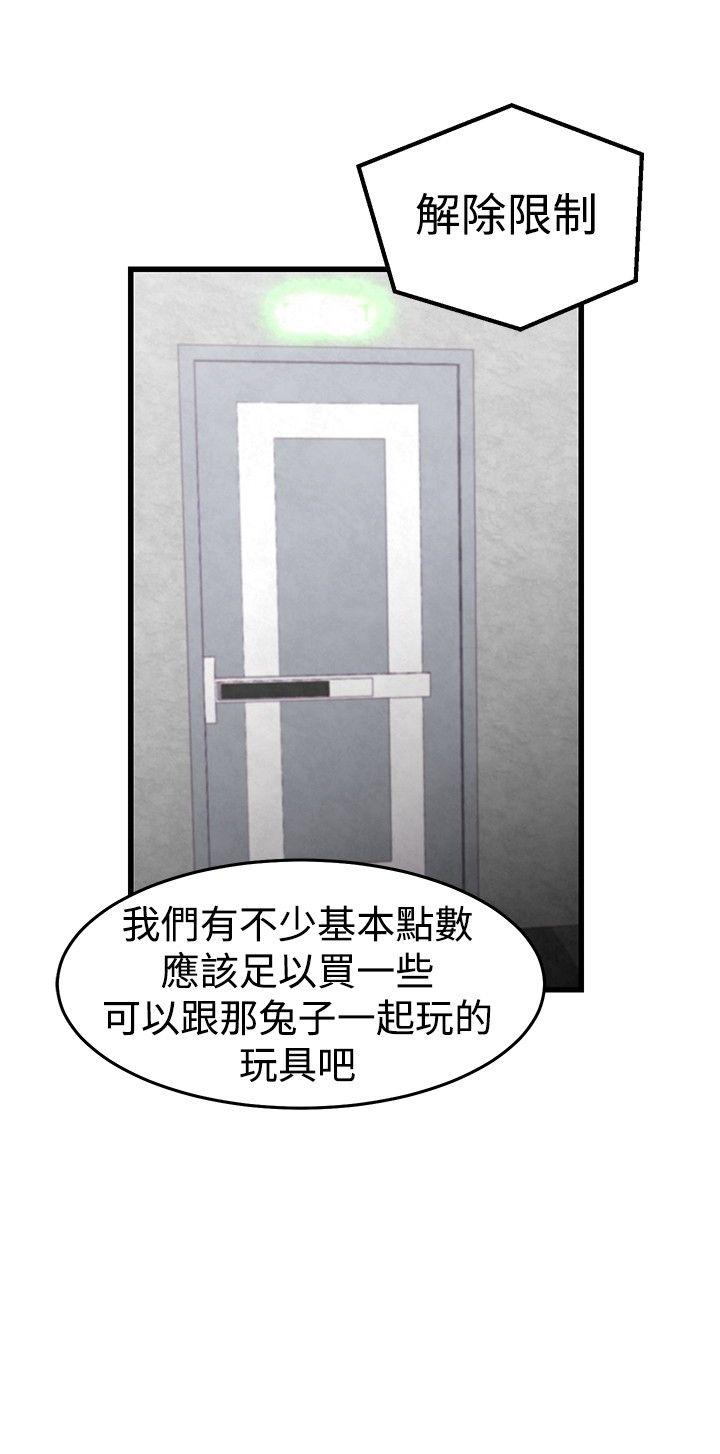 解除限制
我們有不少基本點數
應該足以買一些
可以跟那兔子一起玩的
玩具吧